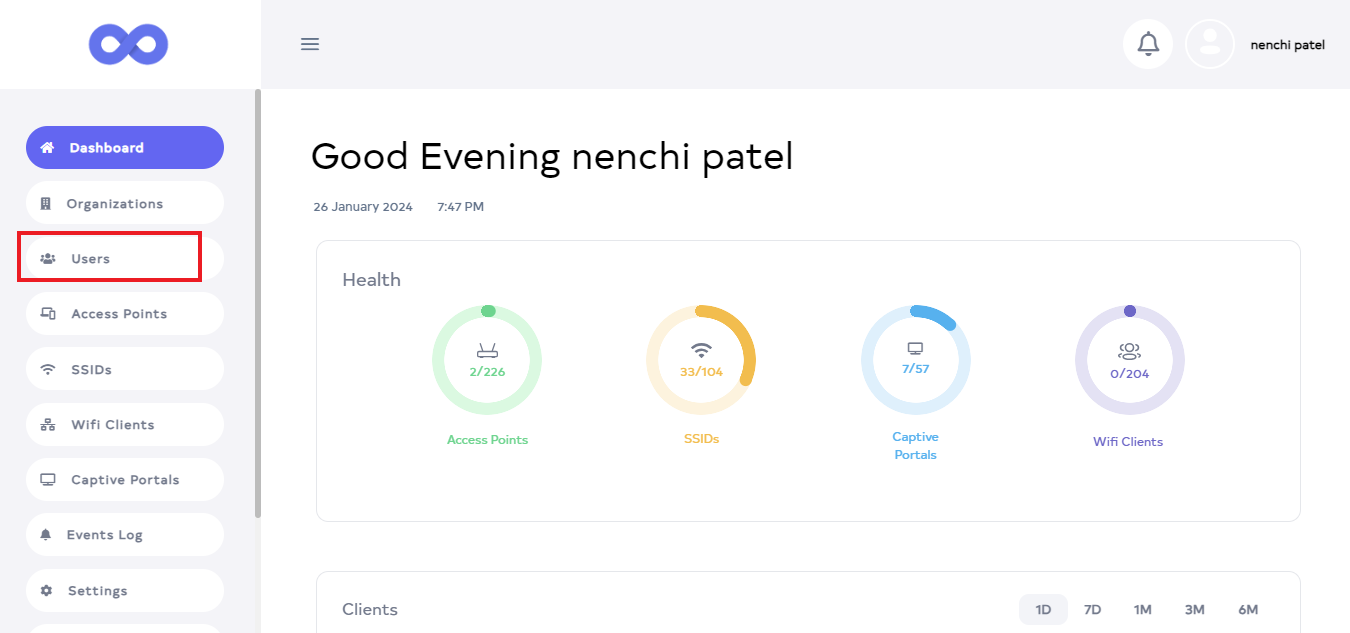 nenchi patel
Dashboard
Organizations
Users
Access Points
SSIDs
Wifi Clients
Captive Portals
Events Log
Settings
Good Evening nenchi patel
26 January 2024 7:47 PM
Health
2/226
Access Points
33/104
SSIDs
7/57
Captive
Portals
0/204
Wifi Clients
Clients
1D 7D 1M 3M 6M